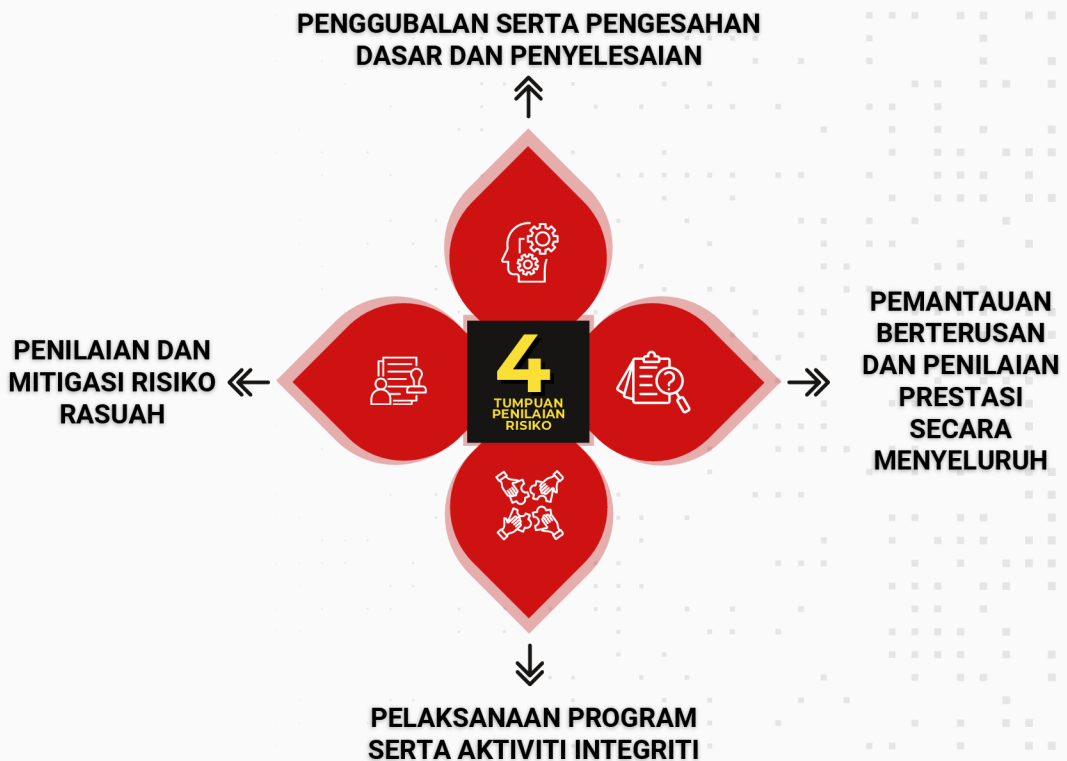 PENGGUBALAN SERTA PENGESAHAN
DASAR DAN PENYELESAIAN
PENILAIAN DAN
MITIGASI RISIKO
RASUAH
4
TUMPUAN
PENILAIAN
RISIKO
PEMANTAUAN
BERTERUSAN
DAN PENILAIAN
PRESTASI
SECARA
MENYELURUH
PELAKSANAAN PROGRAM
SERTA AKTIVITI INTEGRITI